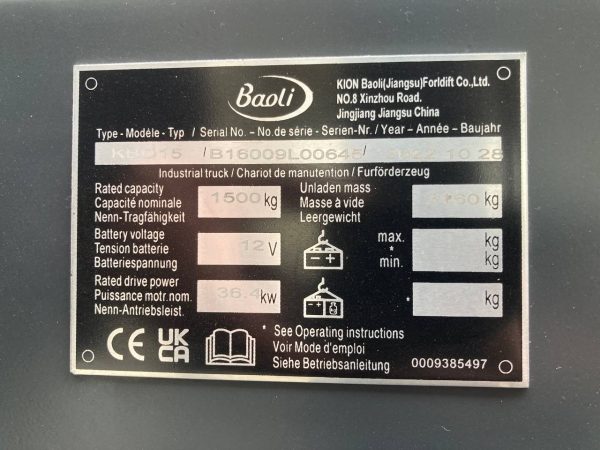 Baoli
KION Baoli(Jiangsu)Forldift Co.,Ltd.
NO.8 Xinzhou Road.
Jingjiang Jiangsu China
Type - Modèle - Typ / Serial No. - No.de série - Serien-Nr. / Year - Année - Baujahr
/ B16009L00645 / 10 28
Industrial truck / Chariot de manutention / Furförderzeug
Rated capacity
Capacité nominale
Nenn-Tragfähigkeit
1500 kg
Unladen mass
Masse à vide
Leergewicht
kg
Battery voltage
Tension batterie
Batteriespannung
12 V
max. kg
*
min. kg
Rated drive power
Puissance motr.nom.
Nenn-Antriebsleist.
36.4 kw
* kg
CE UK
CA
* See Operating instructions
Voir Mode d'emploi
Siehe Betriebsanleitung
0009385497